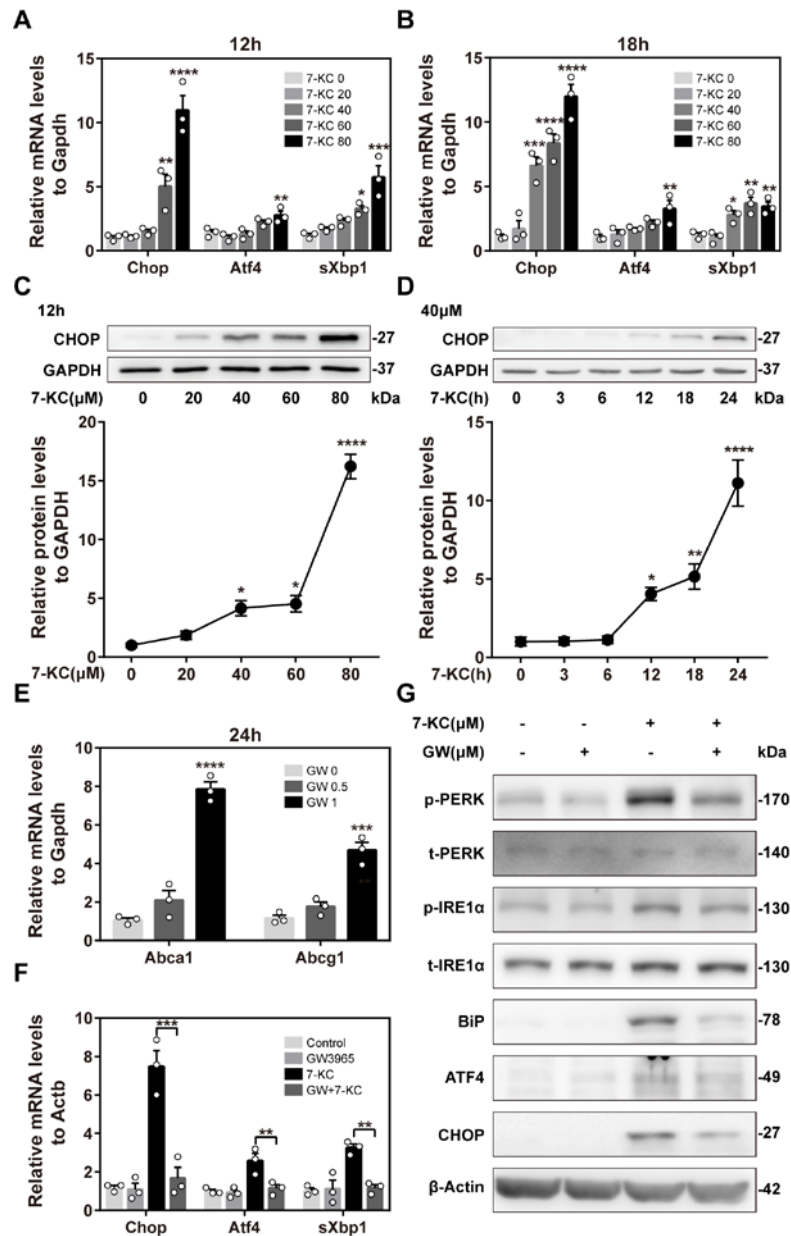 A
12h
Relative mRNA levels
to Gapdh
15
10
5
0
7-KC 0
7-KC 20
7-KC 40
7-KC 60
7-KC 80
**
****
**
*
***
Chop
Atf4
sXbp1
B
18h
Relative mRNA levels
to Gapdh
15
10
5
0
7-KC 0
7-KC 20
7-KC 40
7-KC 60
7-KC 80
***
****
****
**
*
**
**
Chop
Atf4
sXbp1
C
12h
CHOP
-27
GAPDH
-37
7-KC(μM) 0 20 40 60 80 kDa
Relative protein levels
to GAPDH
20
15
10
5
0
*
*
****
7-KC(μM) 0 20 40 60 80
D
40μM
CHOP
-27
GAPDH
-37
7-KC(h) 0 3 6 12 18 24 kDa
Relative protein levels
to GAPDH
15
10
5
0
*
**
****
7-KC(h) 0 3 6 12 18 24
E
24h
Relative mRNA levels
to Gapdh
8
6
4
2
0
GW 0
GW 0.5
GW 1
****
***
Abca1
Abcg1
F
Relative mRNA levels
to Actb
10
8
6
4
2
0
Control
GW3965
7-KC
GW+7-KC
***
**
**
Chop
Atf4
sXbp1
G
7-KC(μM) - - + +
GW(μM) - + - + kDa
p-PERK -170
t-PERK -140
p-IRE1α -130
t-IRE1α -130
BiP -78
ATF4 -49
CHOP -27
β-Actin -42